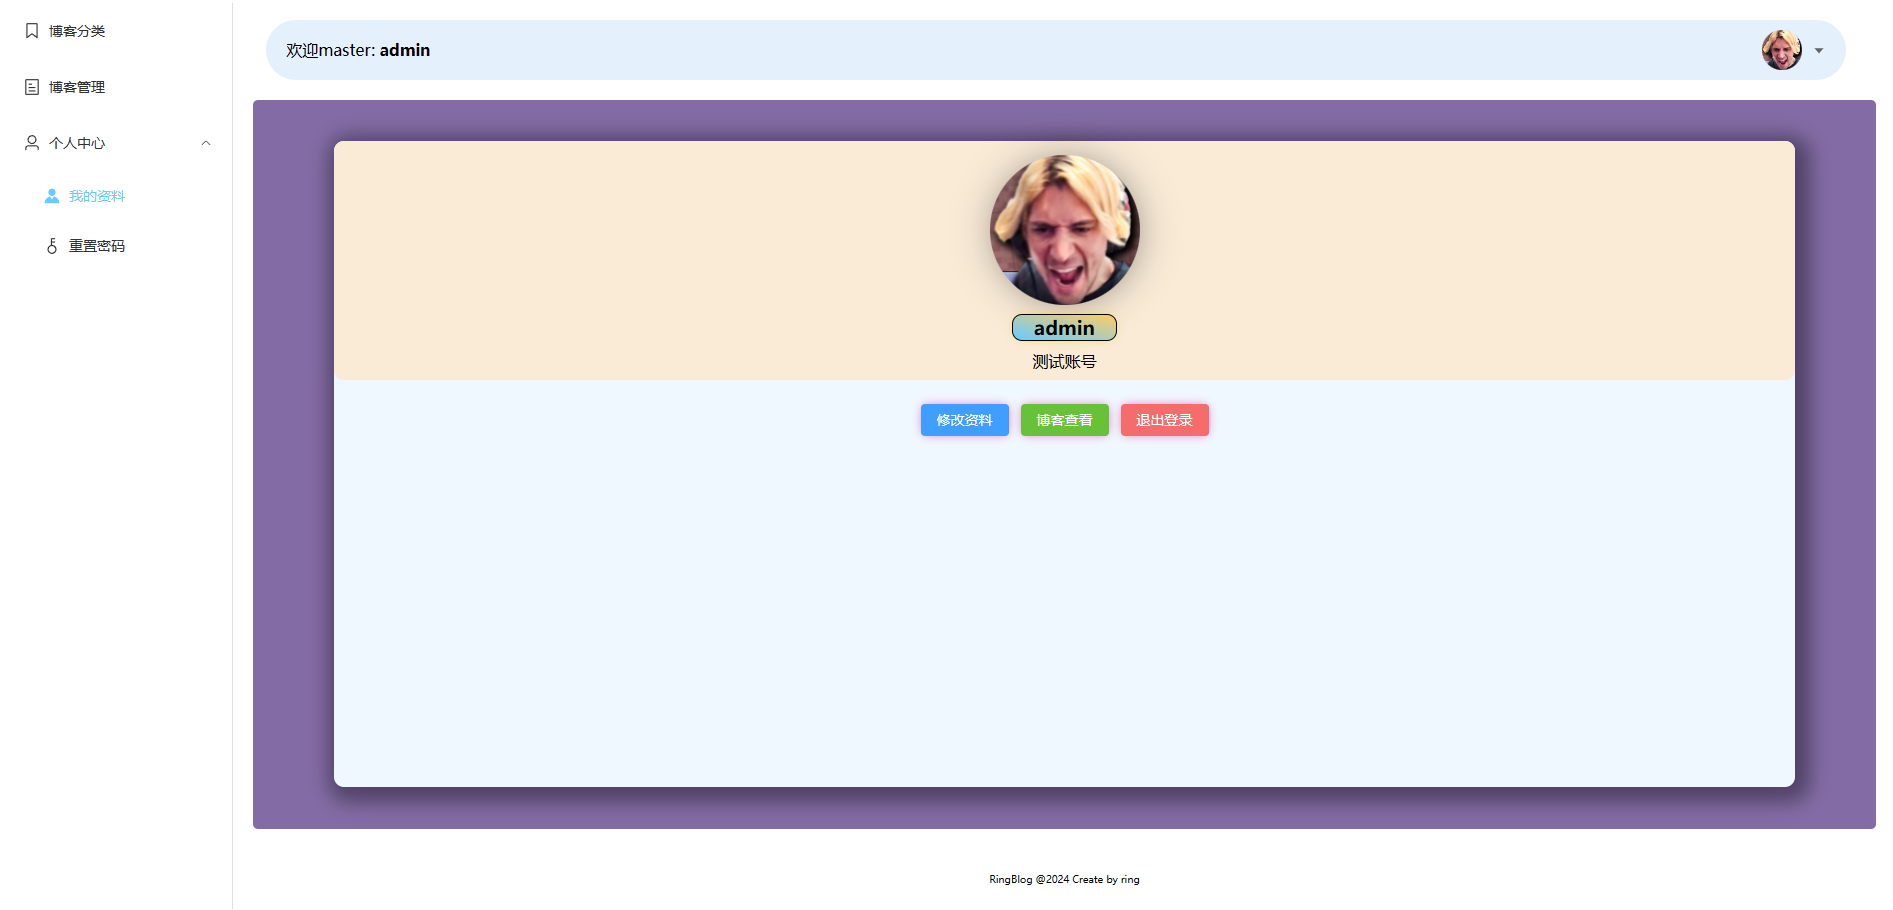 博客分类
博客管理
个人中心
我的资料
重置密码
欢迎master: admin
admin
测试账号
修改资料
博客查看
退出登录
RingBlog @2024 Create by ring